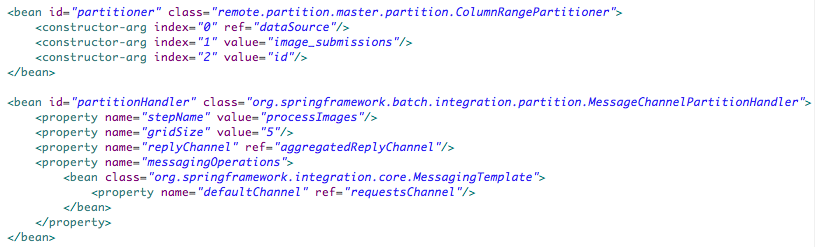 <bean id="partitioner" class="remote.partition.master.partition.ColumnRangePartitioner">
    <constructor-arg index="0" ref="dataSource"/>
    <constructor-arg index="1" value="image_submissions"/>
    <constructor-arg index="2" value="id"/>
</bean>

<bean id="partitionHandler" class="org.springframework.batch.integration.partition.MessageChannelPartitionHandler">
    <property name="stepName" value="processImages"/>
    <property name="gridSize" value="5"/>
    <property name="replyChannel" ref="aggregatedReplyChannel"/>
    <property name="messagingOperations">
        <bean class="org.springframework.integration.core.MessagingTemplate">
            <property name="defaultChannel" ref="requestsChannel"/>
        </bean>
    </property>
</bean>